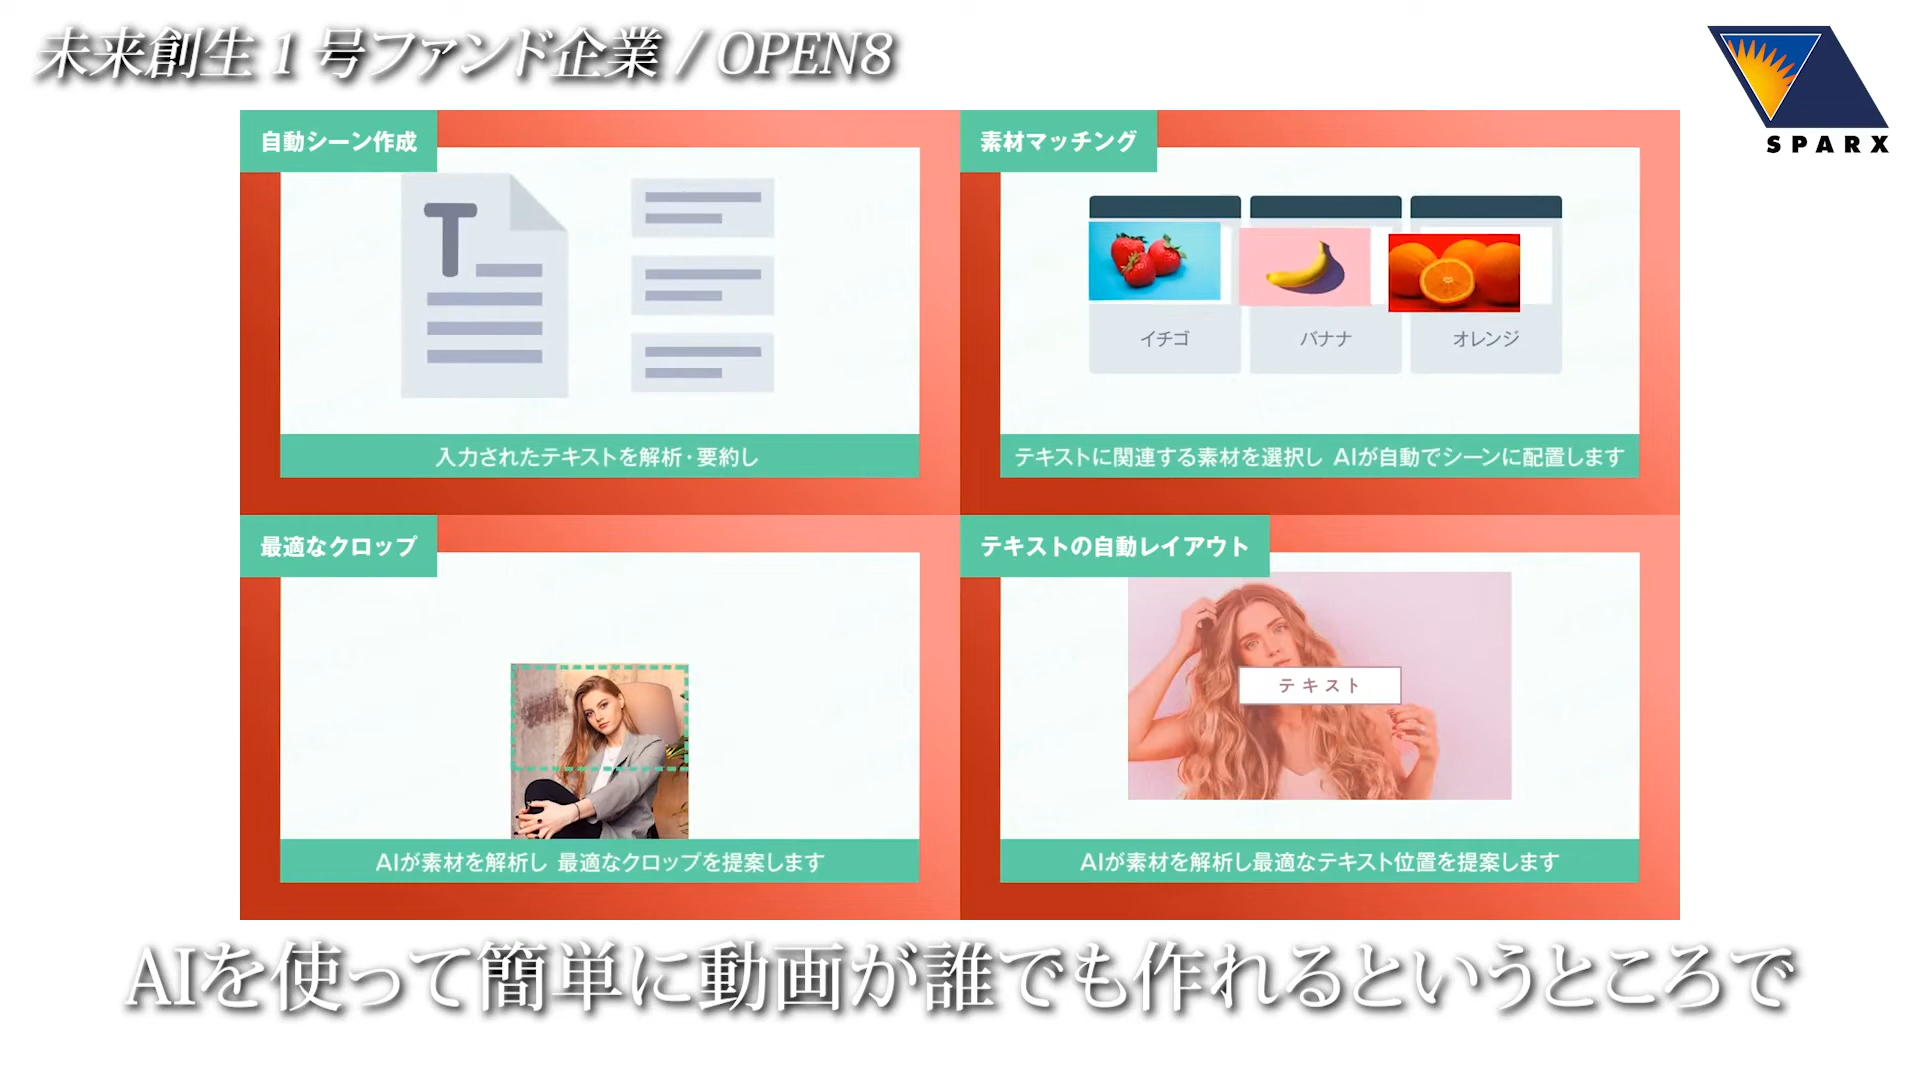 未来創生1号ファンド企業 / OPEN8
SPARX
自動シーン作成
T
入力されたテキストを解析・要約し
素材マッチング
イチゴ
バナナ
オレンジ
テキストに関連する素材を選択し AIが自動でシーンに配置します
最適なクロップ
AIが素材を解析し 最適なクロップを提案します
テキストの自動レイアウト
テキスト
AIが素材を解析し最適なテキスト位置を提案します
AIを使って簡単に動画が誰でも作れるというところで